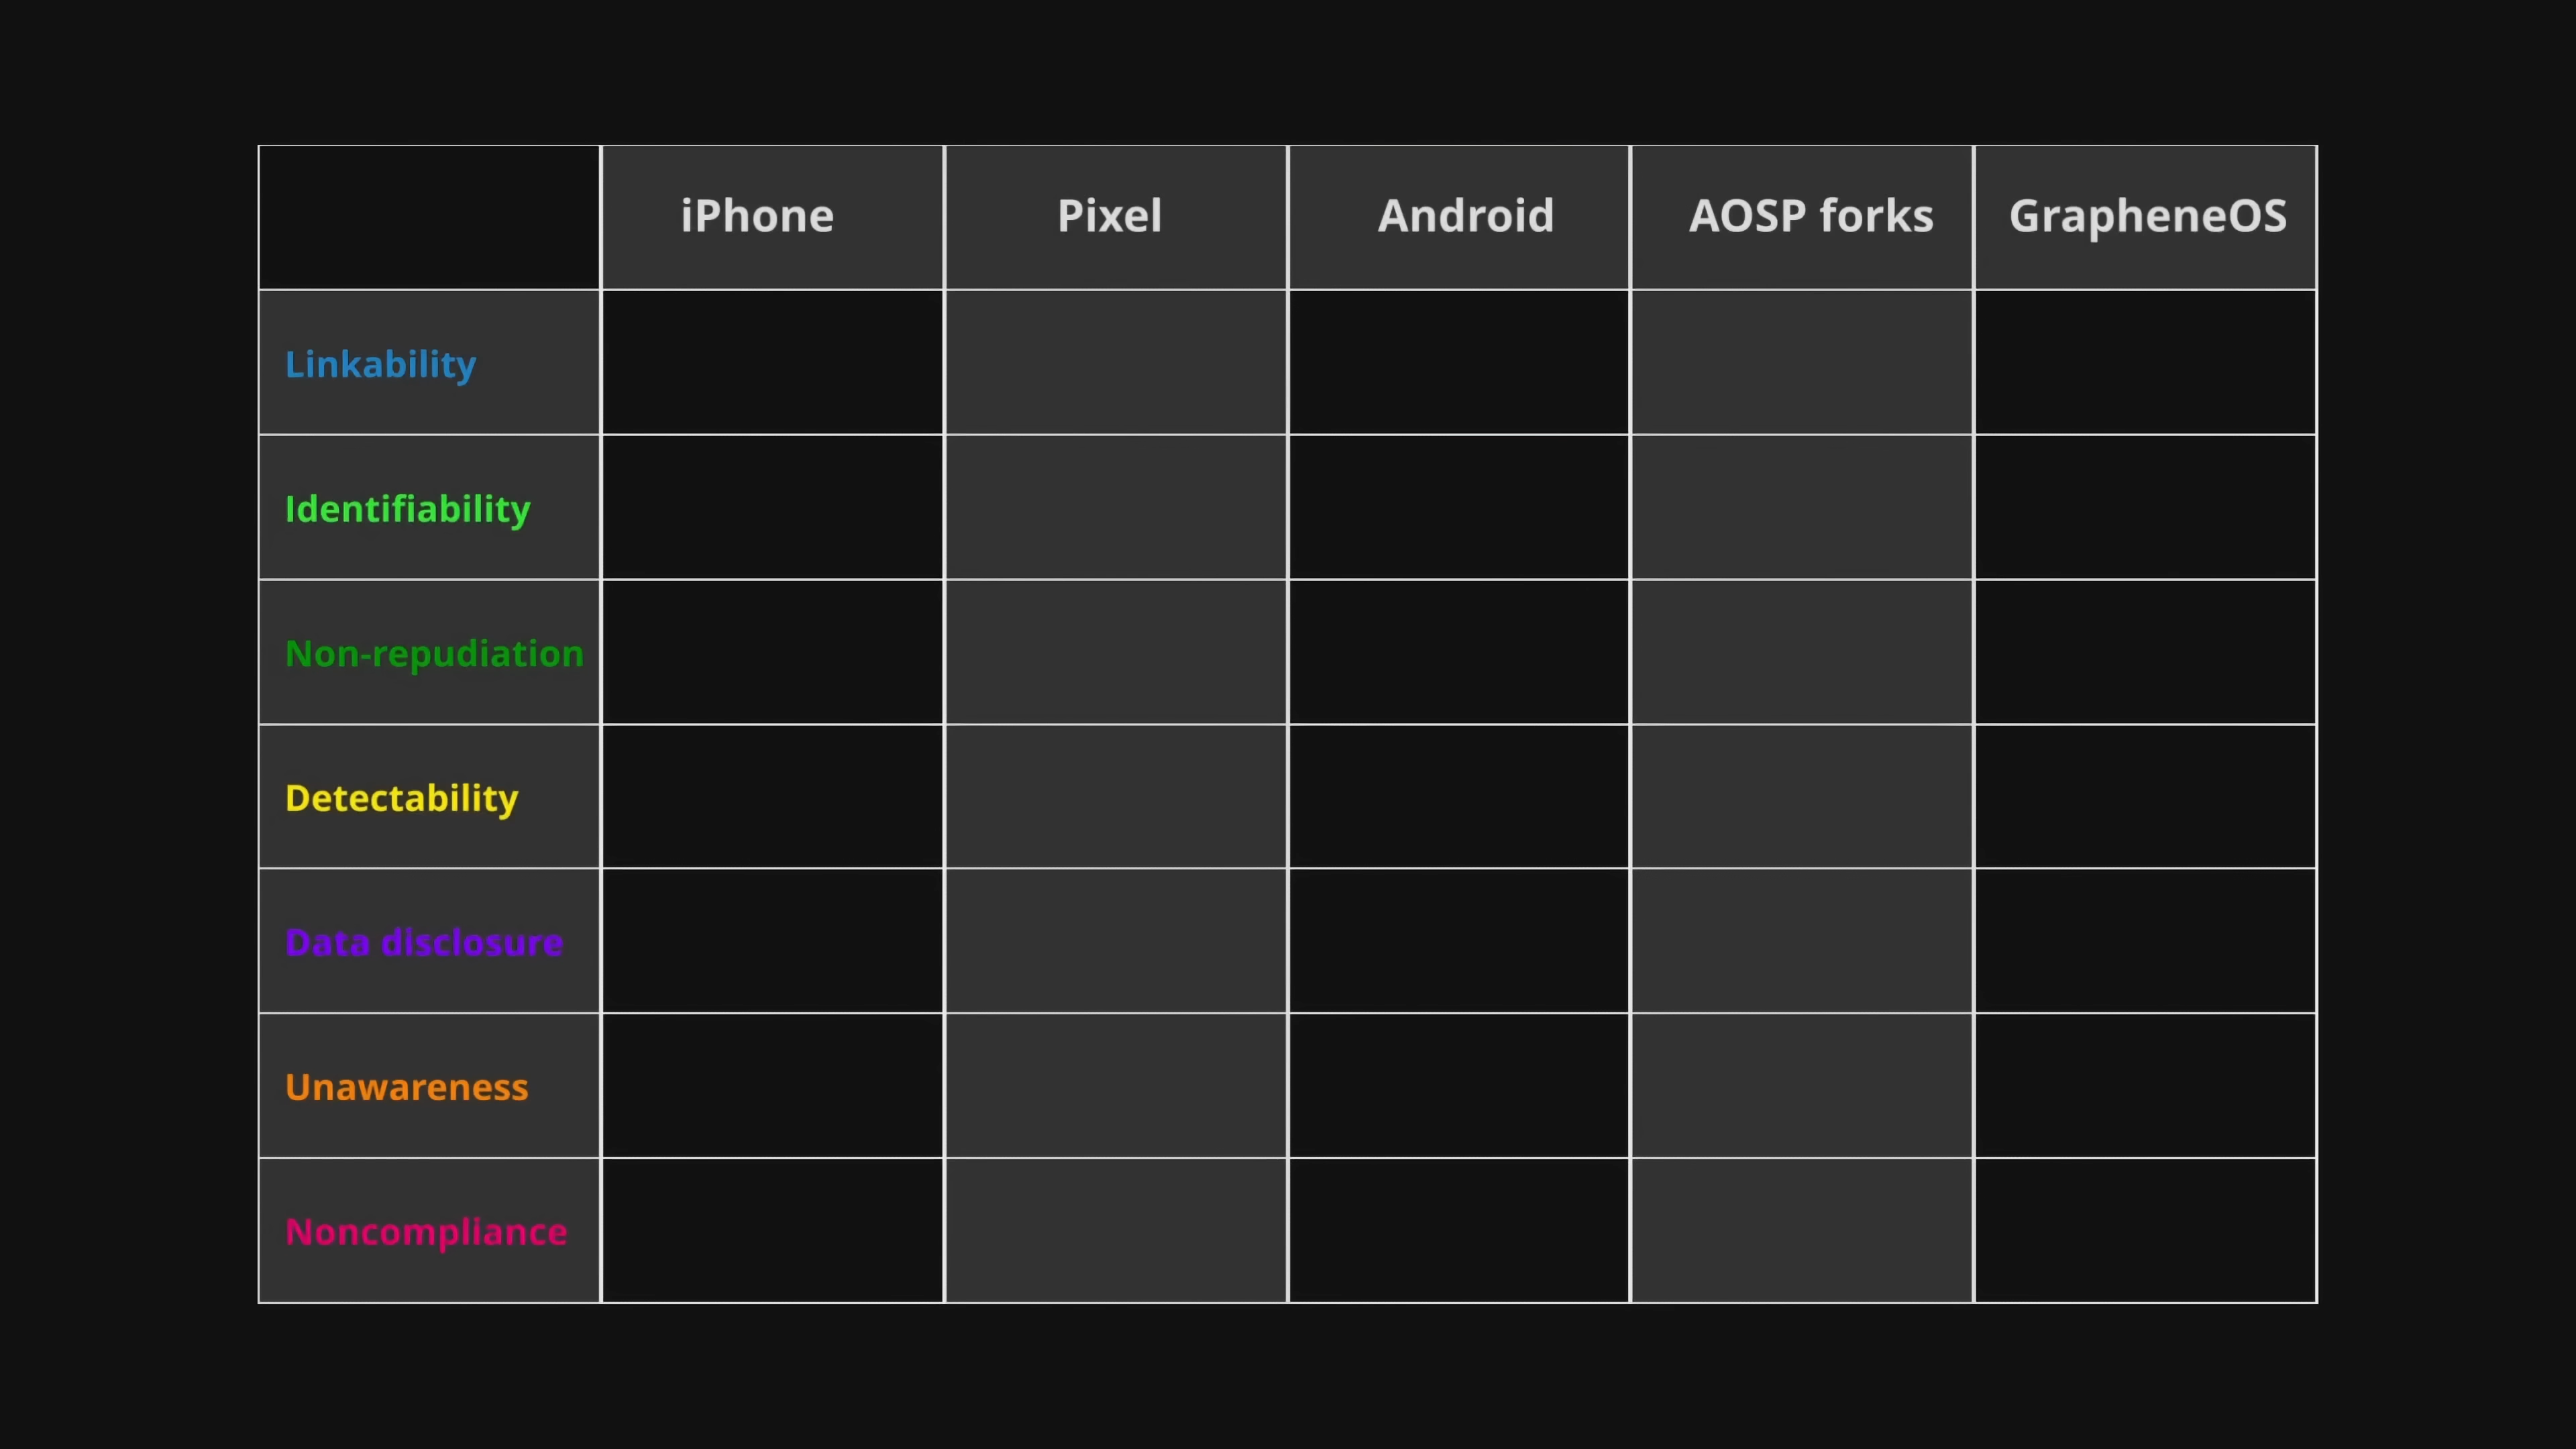 iPhone Pixel Android AOSP forks GrapheneOS
Linkability
Identifiability
Non-repudiation
Detectability
Data disclosure
Unawareness
Noncompliance